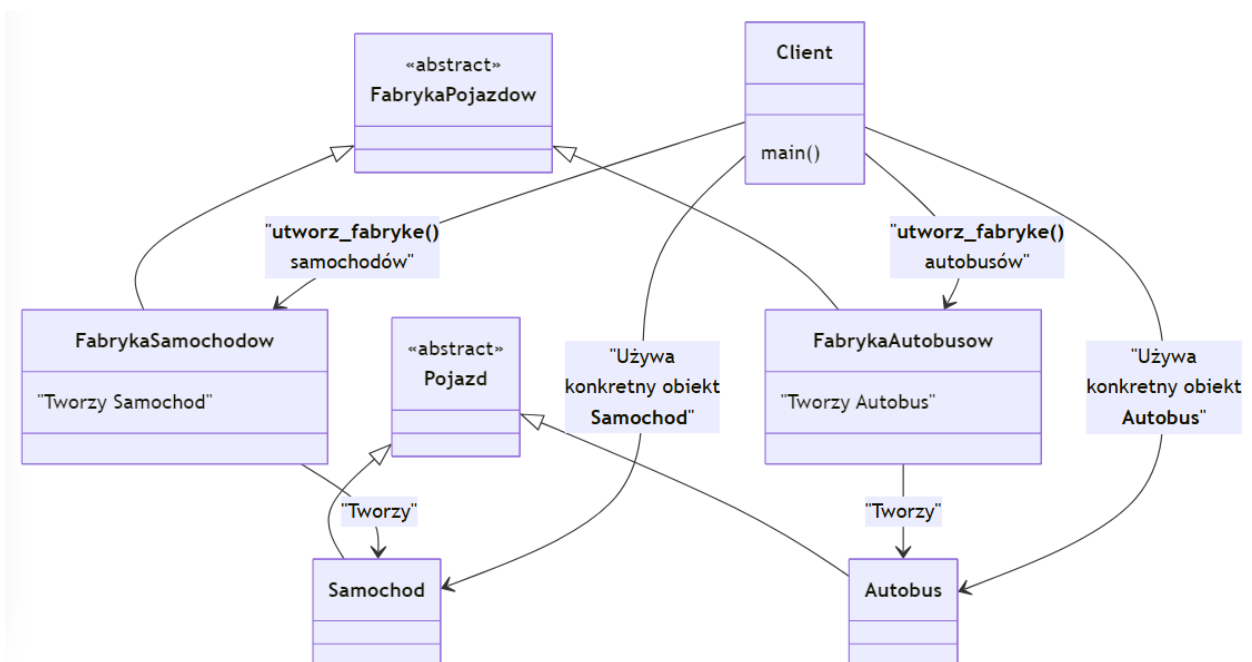 «abstract»
FabrykaPojazdow
Client
main()
"utworz_fabryke()
samochodów"
"utworz_fabryke()
autobusów"
FabrykaSamochodow
"Tworzy Samochod"
«abstract»
Pojazd
"Używa
konkretny obiekt
Samochod"
FabrykaAutobusow
"Tworzy Autobus"
"Używa
konkretny obiekt
Autobus"
"Tworzy"
"Tworzy"
Samochod
Autobus